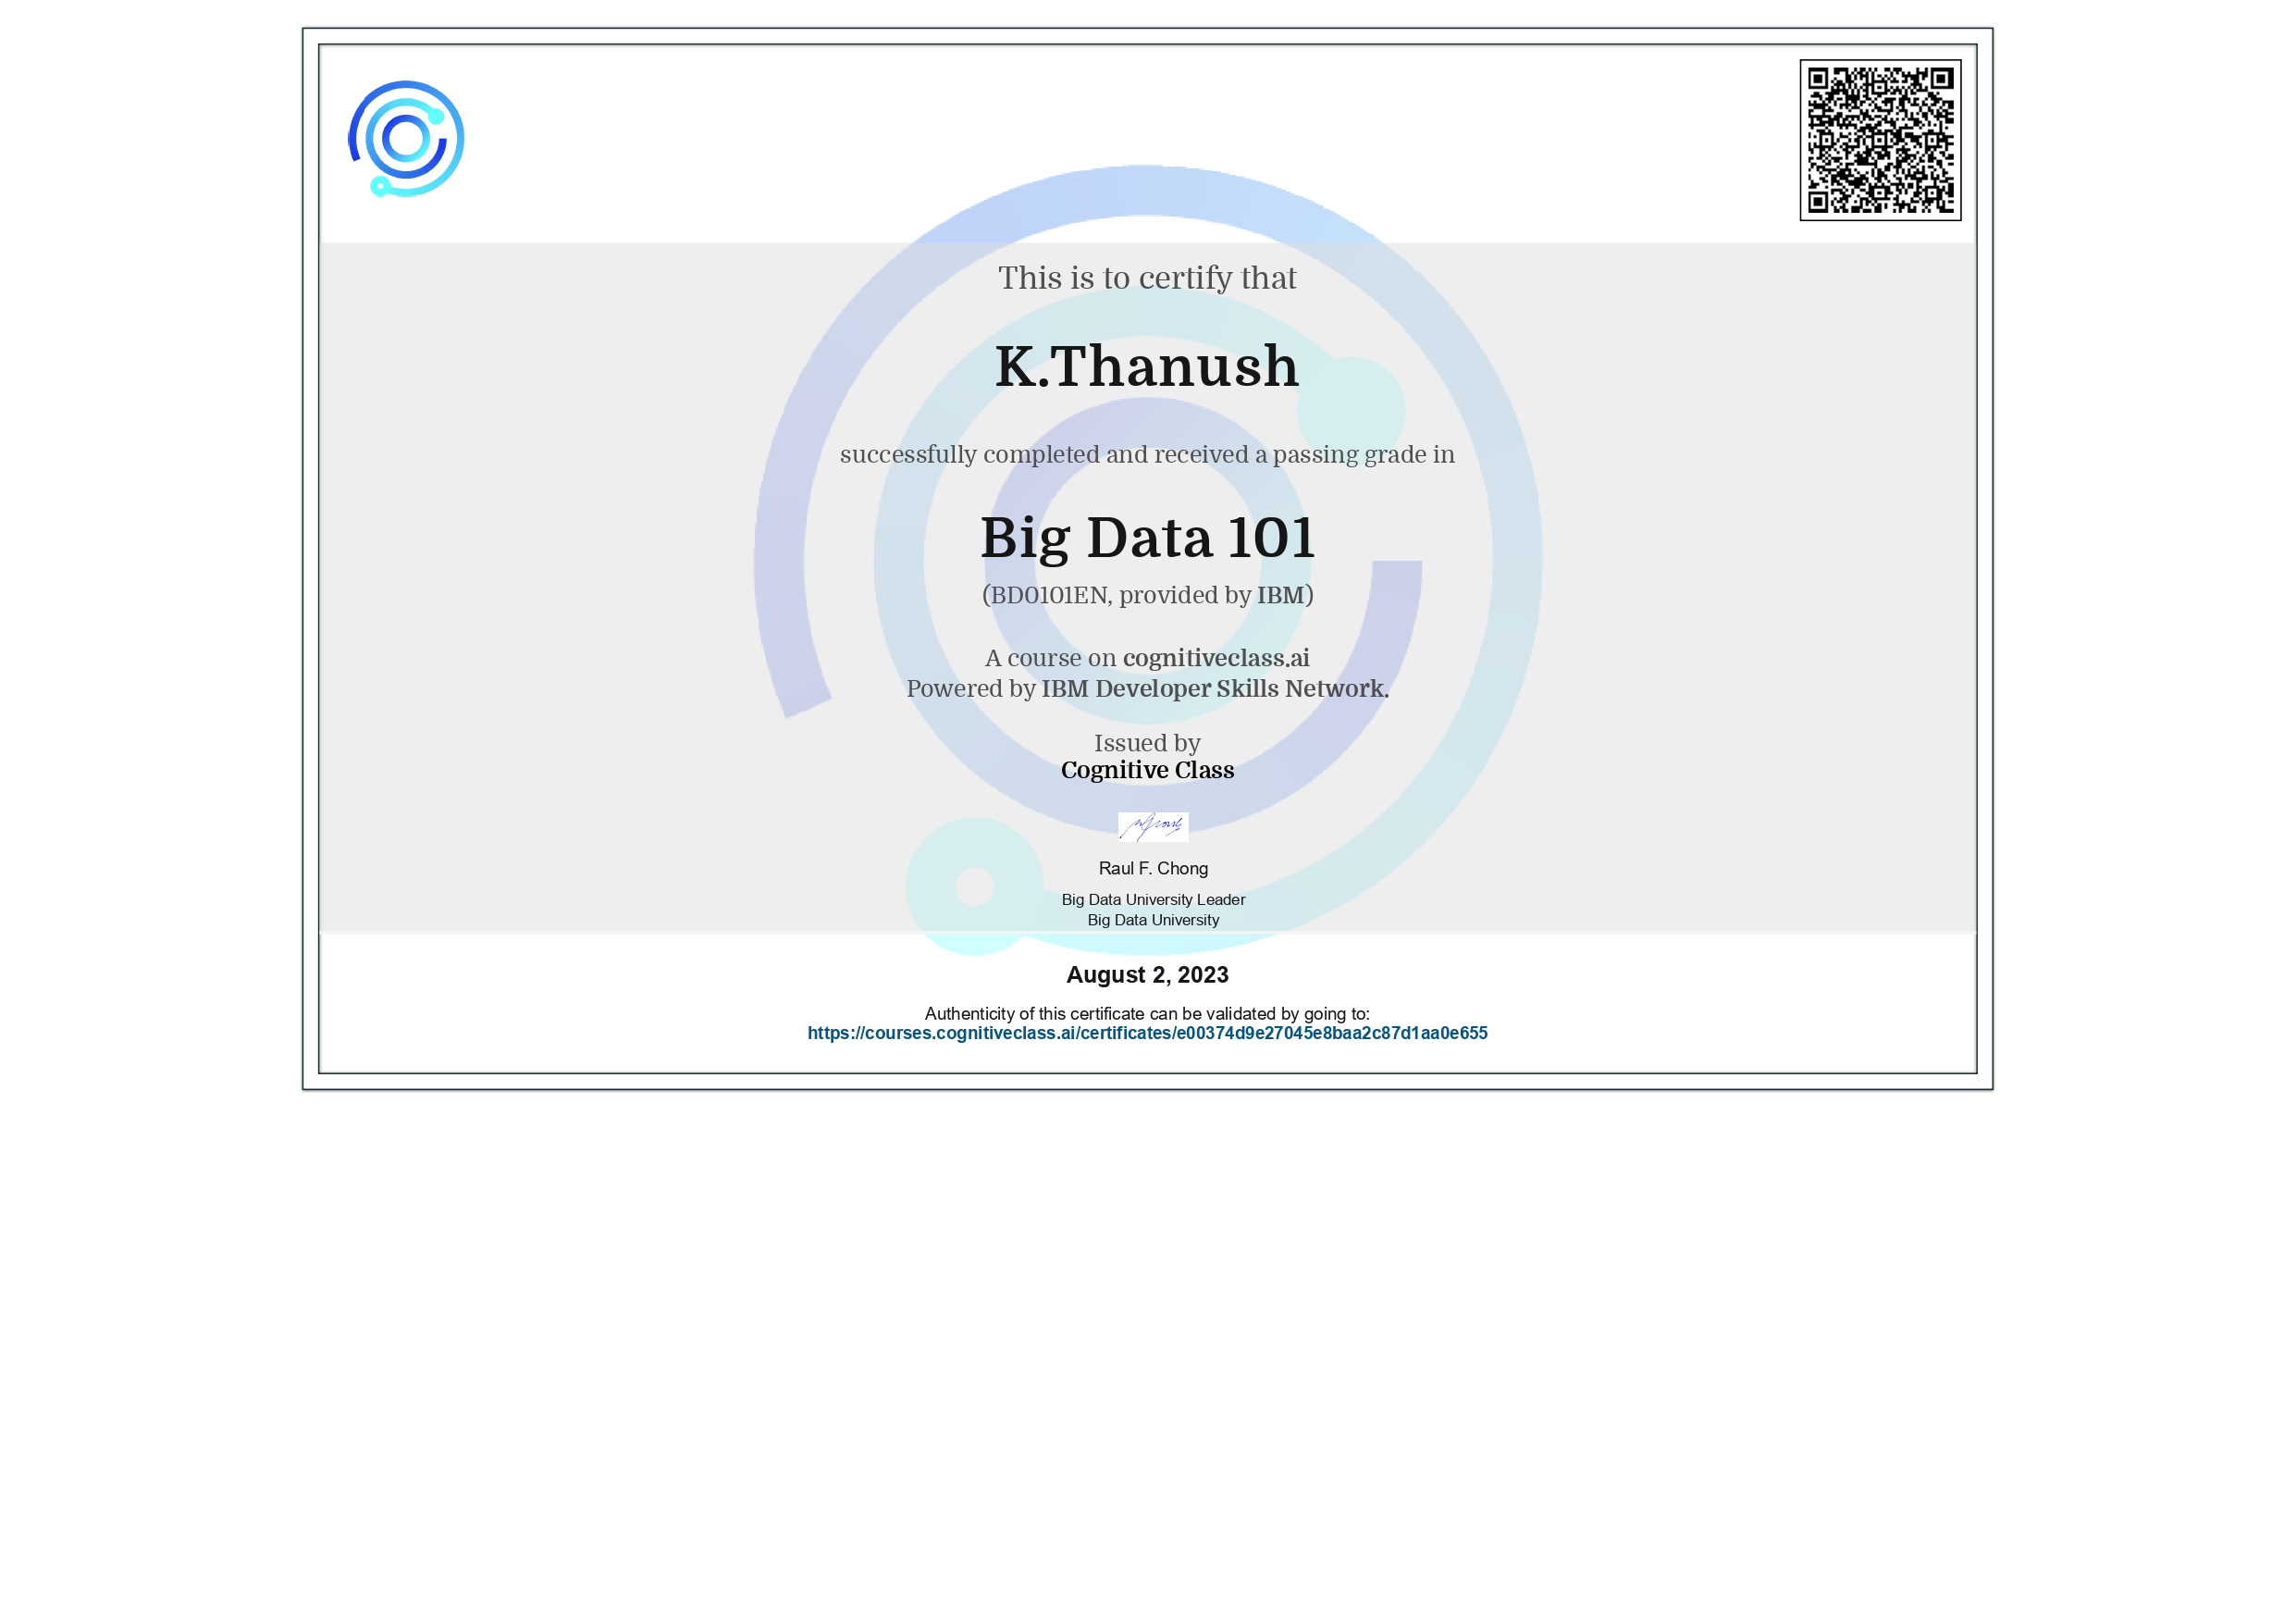 This is to certify that
K.Thanush
successfully completed and received a passing grade in
Big Data 101
(BD0101EN, provided by IBM)
A course on cognitiveclass.ai
Powered by IBM Developer Skills Network.
Issued by
Cognitive Class
Raul F. Chong
Big Data University Leader
Big Data University
August 2, 2023
Authenticity of this certificate can be validated by going to:
https://courses.cognitiveclass.ai/certificates/e00374d9e27045e8baa2c87d1aa0e655